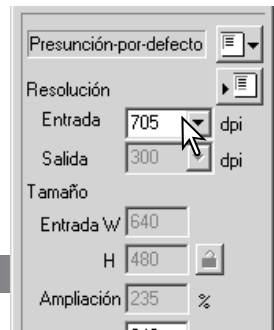 Presunción-por-defecto
Resolución
Entrada 705 dpi
Salida 300 dpi
Tamaño
Entrada W 640
H 480
Ampliación 235 %